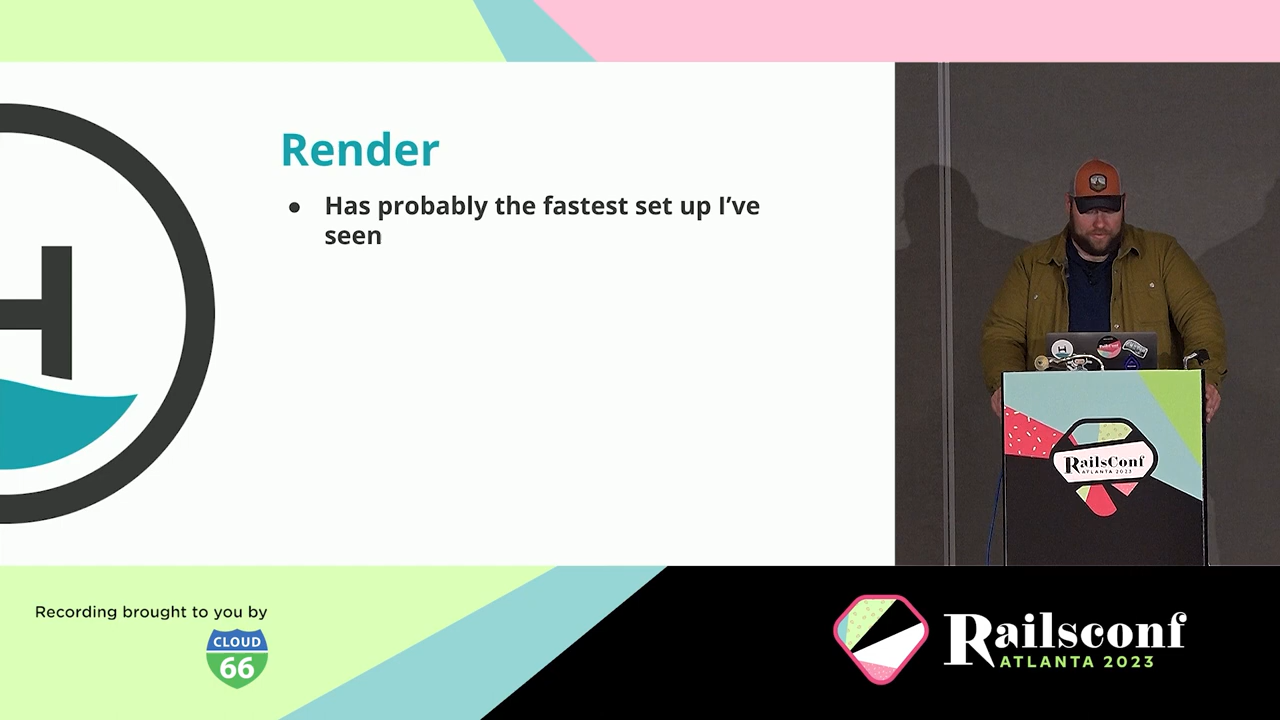 Render
● Has probably the fastest set up I've
seen
H
RailsConf
ATLANTA 2023
Recording brought to you by
CLOUD
66
Railsconf
ATLANTA 2023